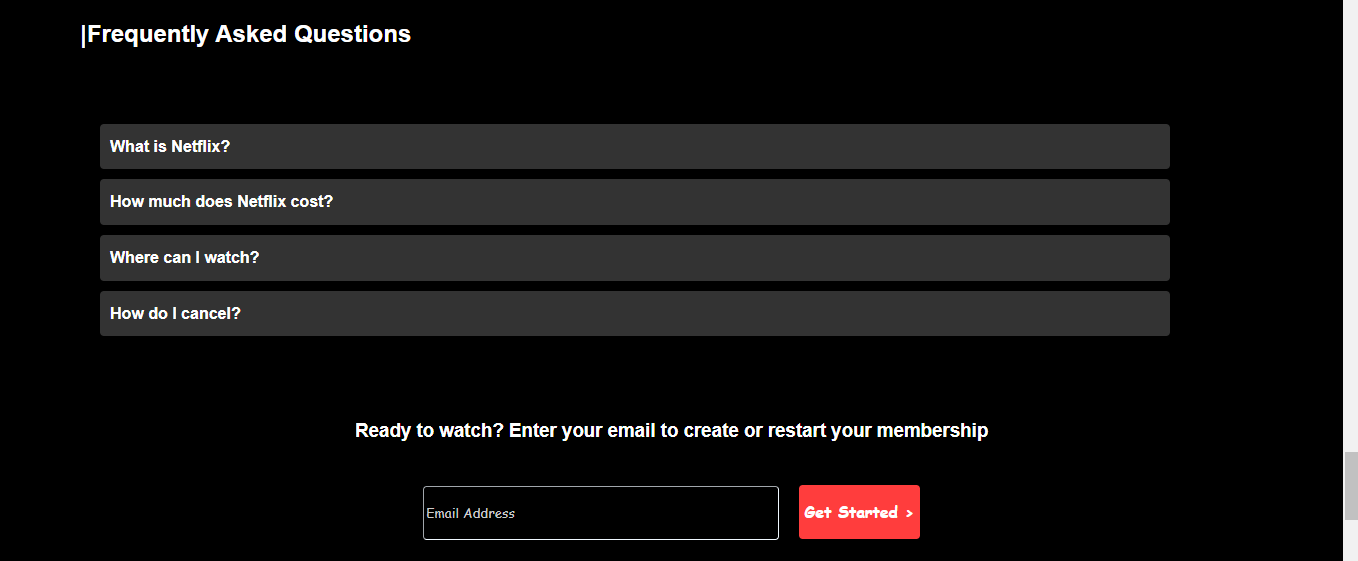 |Frequently Asked Questions
What is Netflix?
How much does Netflix cost?
Where can I watch?
How do I cancel?
Ready to watch? Enter your email to create or restart your membership
Email Address
Get Started >